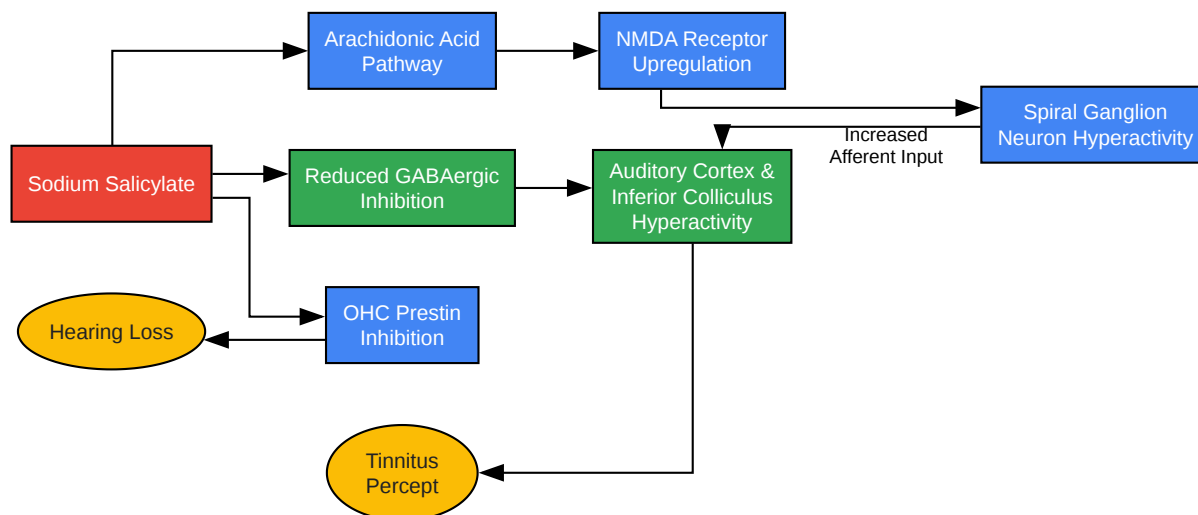 Arachidonic Acid
Pathway
NMDA Receptor
Upregulation
Spiral Ganglion
Neuron Hyperactivity
Increased
Afferent Input
Sodium Salicylate
Reduced GABAergic
Inhibition
Auditory Cortex &
Inferior Colliculus
Hyperactivity
Hearing Loss
OHC Prestin
Inhibition
Tinnitus
Percept